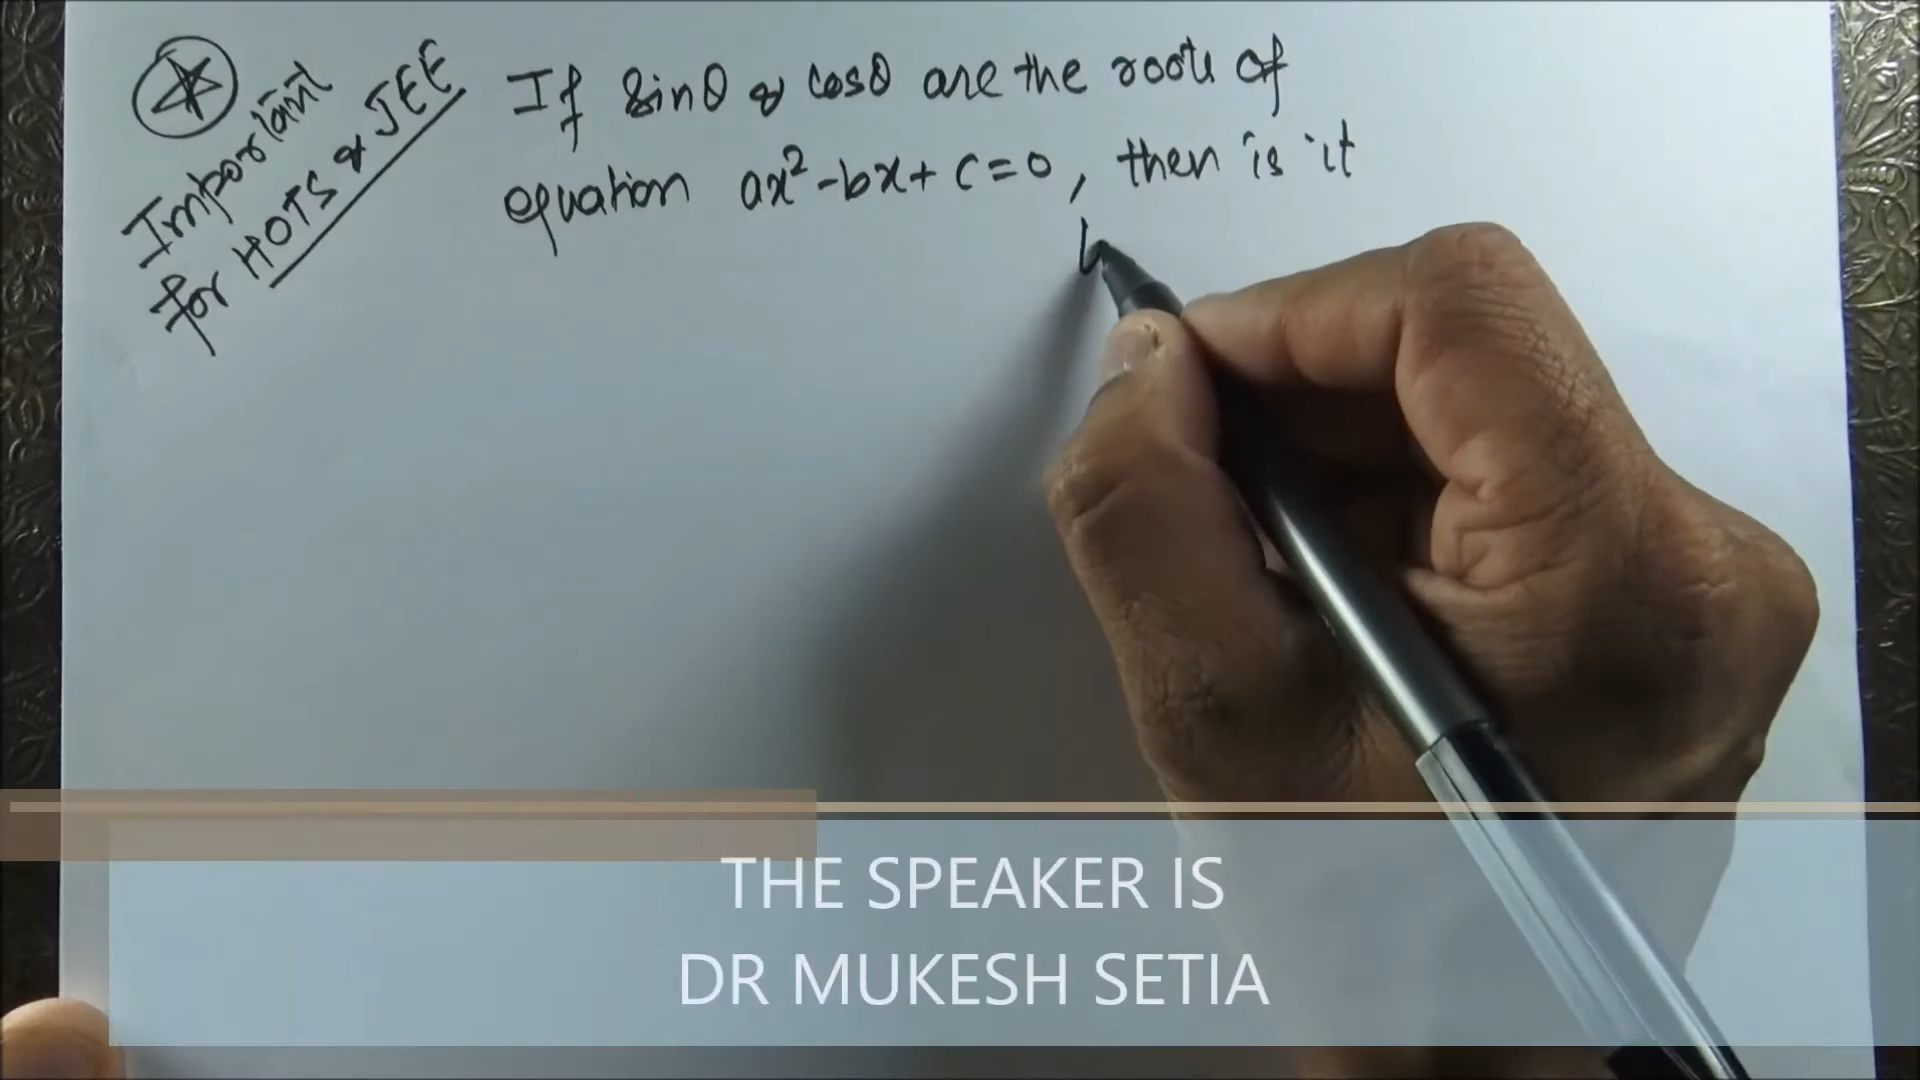 Important
for HOTS & JEE
If sinθ & cosθ are the roots of
equation ax²-bx+c=0, then is it
THE SPEAKER IS
DR MUKESH SETIA